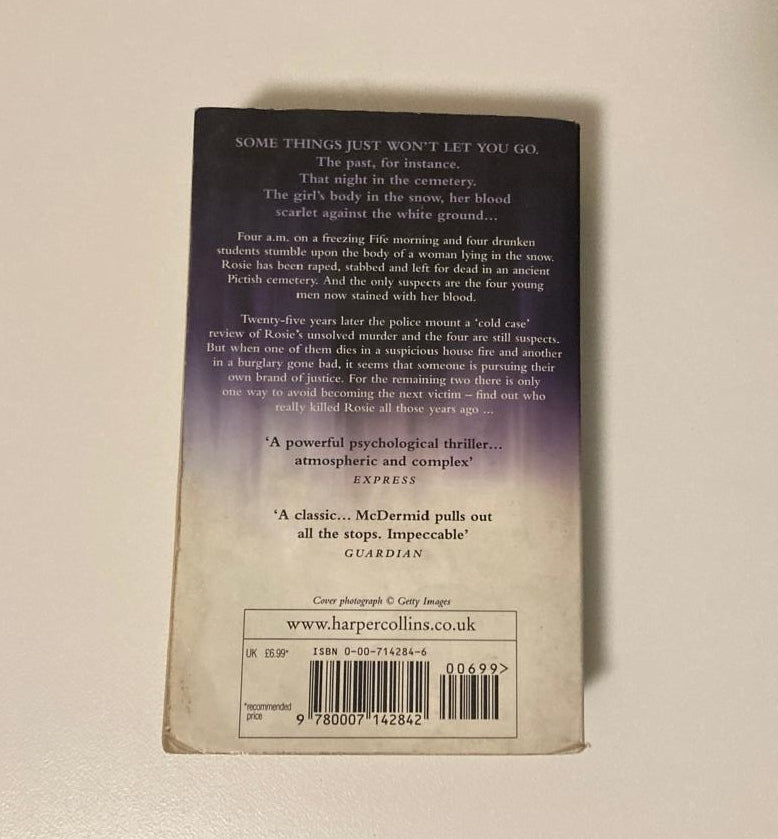 SOME THINGS JUST WON'T LET YOU GO.
The past, for instance.
That night in the cemetery.
The girl's body in the snow, her blood
scarlet against the white ground...
Four a.m. on a freezing Fife morning and four drunken
students stumble upon the body of a woman lying in the snow.
Rosie has been raped, stabbed and left for dead in an ancient
Pictish cemetery. And the only suspects are the four young
men now stained with her blood.
Twenty-five years later the police mount a 'cold case'
review of Rosie's unsolved murder and the four are still suspects.
But when one of them dies in a suspicious house fire and another
in a burglary gone bad, it seems that someone is pursuing their
own brand of justice. For the remaining two there is only
one way to avoid becoming the next victim – find out who
really killed Rosie all those years ago ...
'A powerful psychological thriller...
atmospheric and complex'
EXPRESS
'A classic... McDermid pulls out
all the stops. Impeccable'
GUARDIAN
Cover photograph © Getty Images
www.harpercollins.co.uk
UK £6.99*
ISBN 0-00-714284-6
00699>
*recommended
price
9 780007 142842